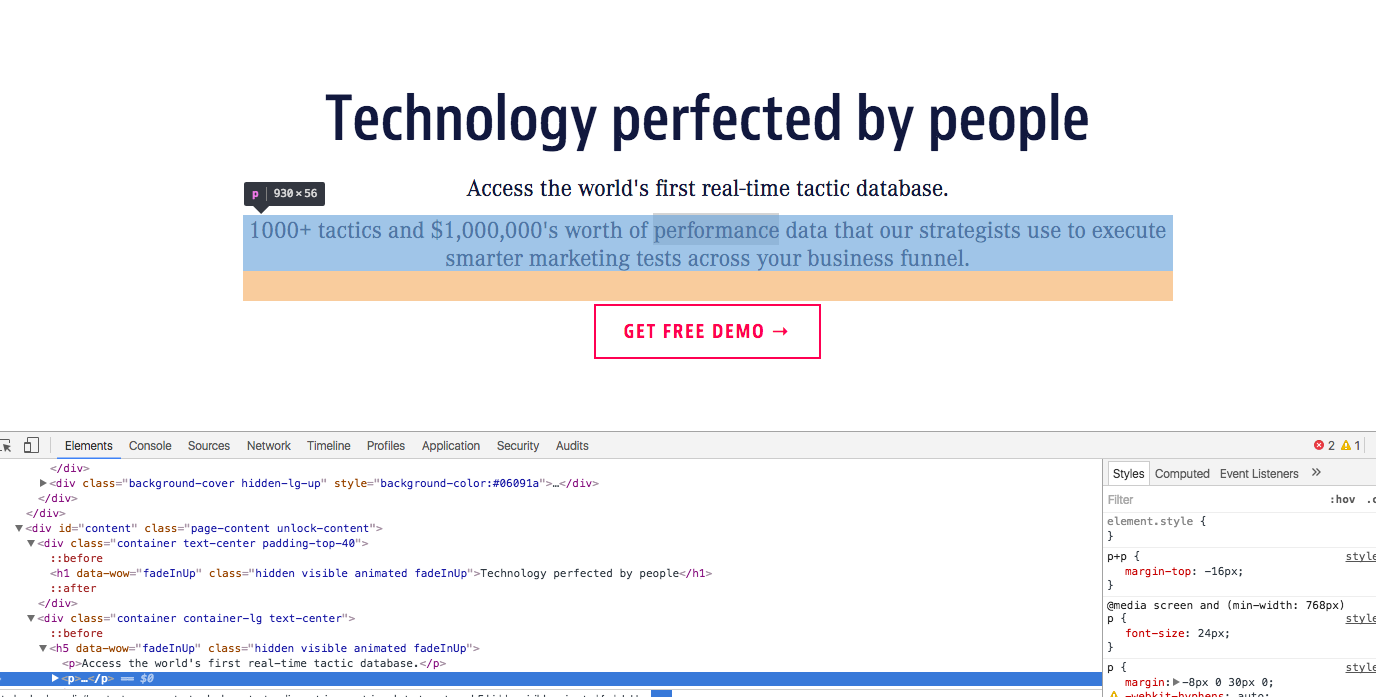 Technology perfected by people
Access the world's first real-time tactic database.
p 930 × 56
1000+ tactics and $1,000,000's worth of performance data that our strategists use to execute
smarter marketing tests across your business funnel.
GET FREE DEMO →
Elements Console Sources Network Timeline Profiles Application Security Audits 2 1
</div>
<div class="background-cover hidden-lg-up" style="background-color:#06091a">…</div>
</div>
</div>
<div id="content" class="page-content unlock-content">
<div class="container text-center padding-top-40">
::before
<h1 data-wow="fadeInUp" class="hidden visible animated fadeInUp">Technology perfected by people</h1>
::after
</div>
<div class="container container-lg text-center">
::before
<h5 data-wow="fadeInUp" class="hidden visible animated fadeInUp">
<p>Access the world's first real-time tactic database.</p>
<p>…</p> == $0
Styles Computed Event Listeners »
Filter :hov .c
element.style {
}
p+p { style
margin-top: -16px;
}
@media screen and (min-width: 768px)
p { style
font-size: 24px;
}
p { style
margin: -8px 0 30px 0;
-webkit-hyphens: auto;